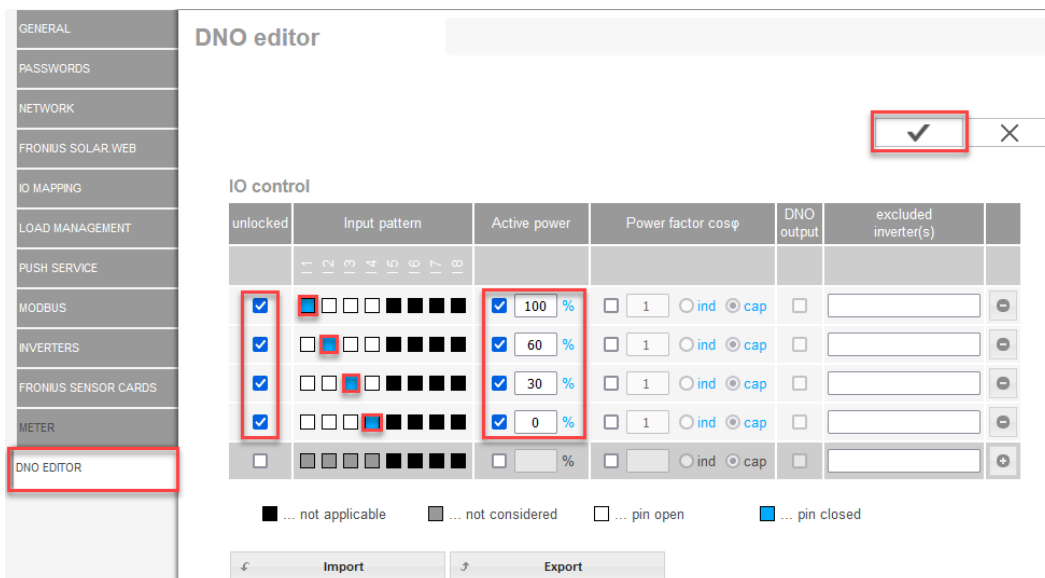 GENERAL
PASSWORDS
NETWORK
FRONIUS SOLAR.WEB
IO MAPPING
LOAD MANAGEMENT
PUSH SERVICE
MODBUS
INVERTERS
FRONIUS SENSOR CARDS
METER
DNO EDITOR
DNO editor
IO control
unlocked Input pattern Active power Power factor cosφ DNO output excluded inverter(s)
I1 I2 I3 I4 I5 I6 I7 I8
100 % 1 ind cap
60 % 1 ind cap
30 % 1 ind cap
0 % 1 ind cap
% ind cap
... not applicable ... not considered ... pin open ... pin closed
Import Export